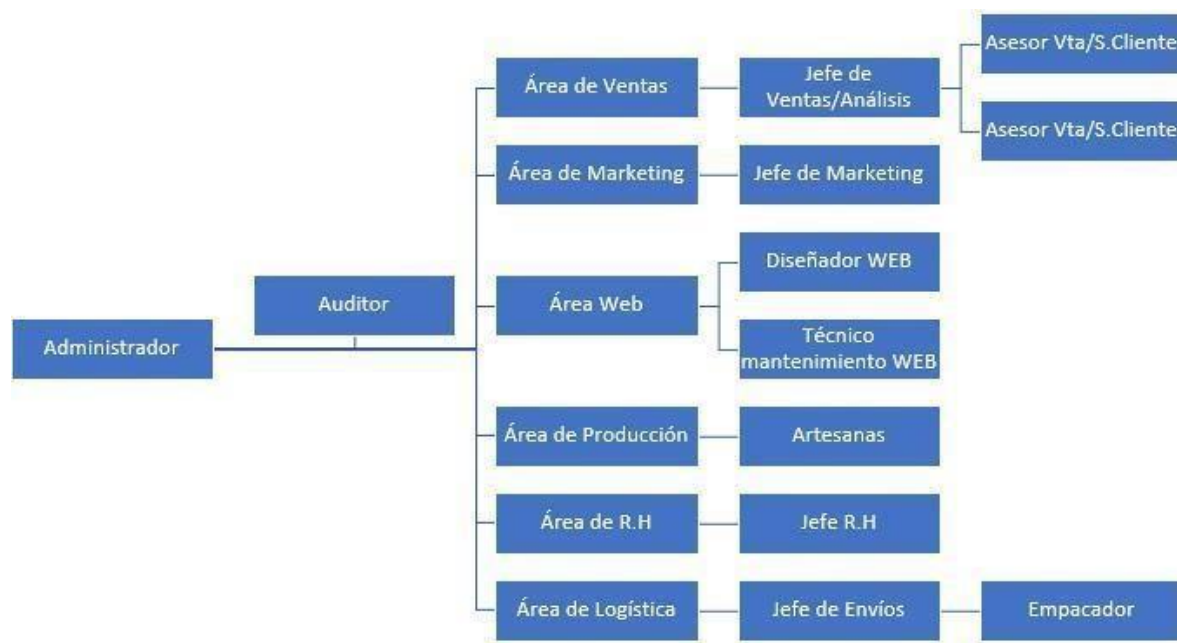 Administrador
Auditor
Área de Ventas
Jefe de
Ventas/Análisis
Asesor Vta/S.Cliente
Asesor Vta/S.Cliente
Área de Marketing
Jefe de Marketing
Área Web
Diseñador WEB
Técnico
mantenimiento WEB
Área de Producción
Artesanas
Área de R.H
Jefe R.H
Área de Logística
Jefe de Envíos
Empacador